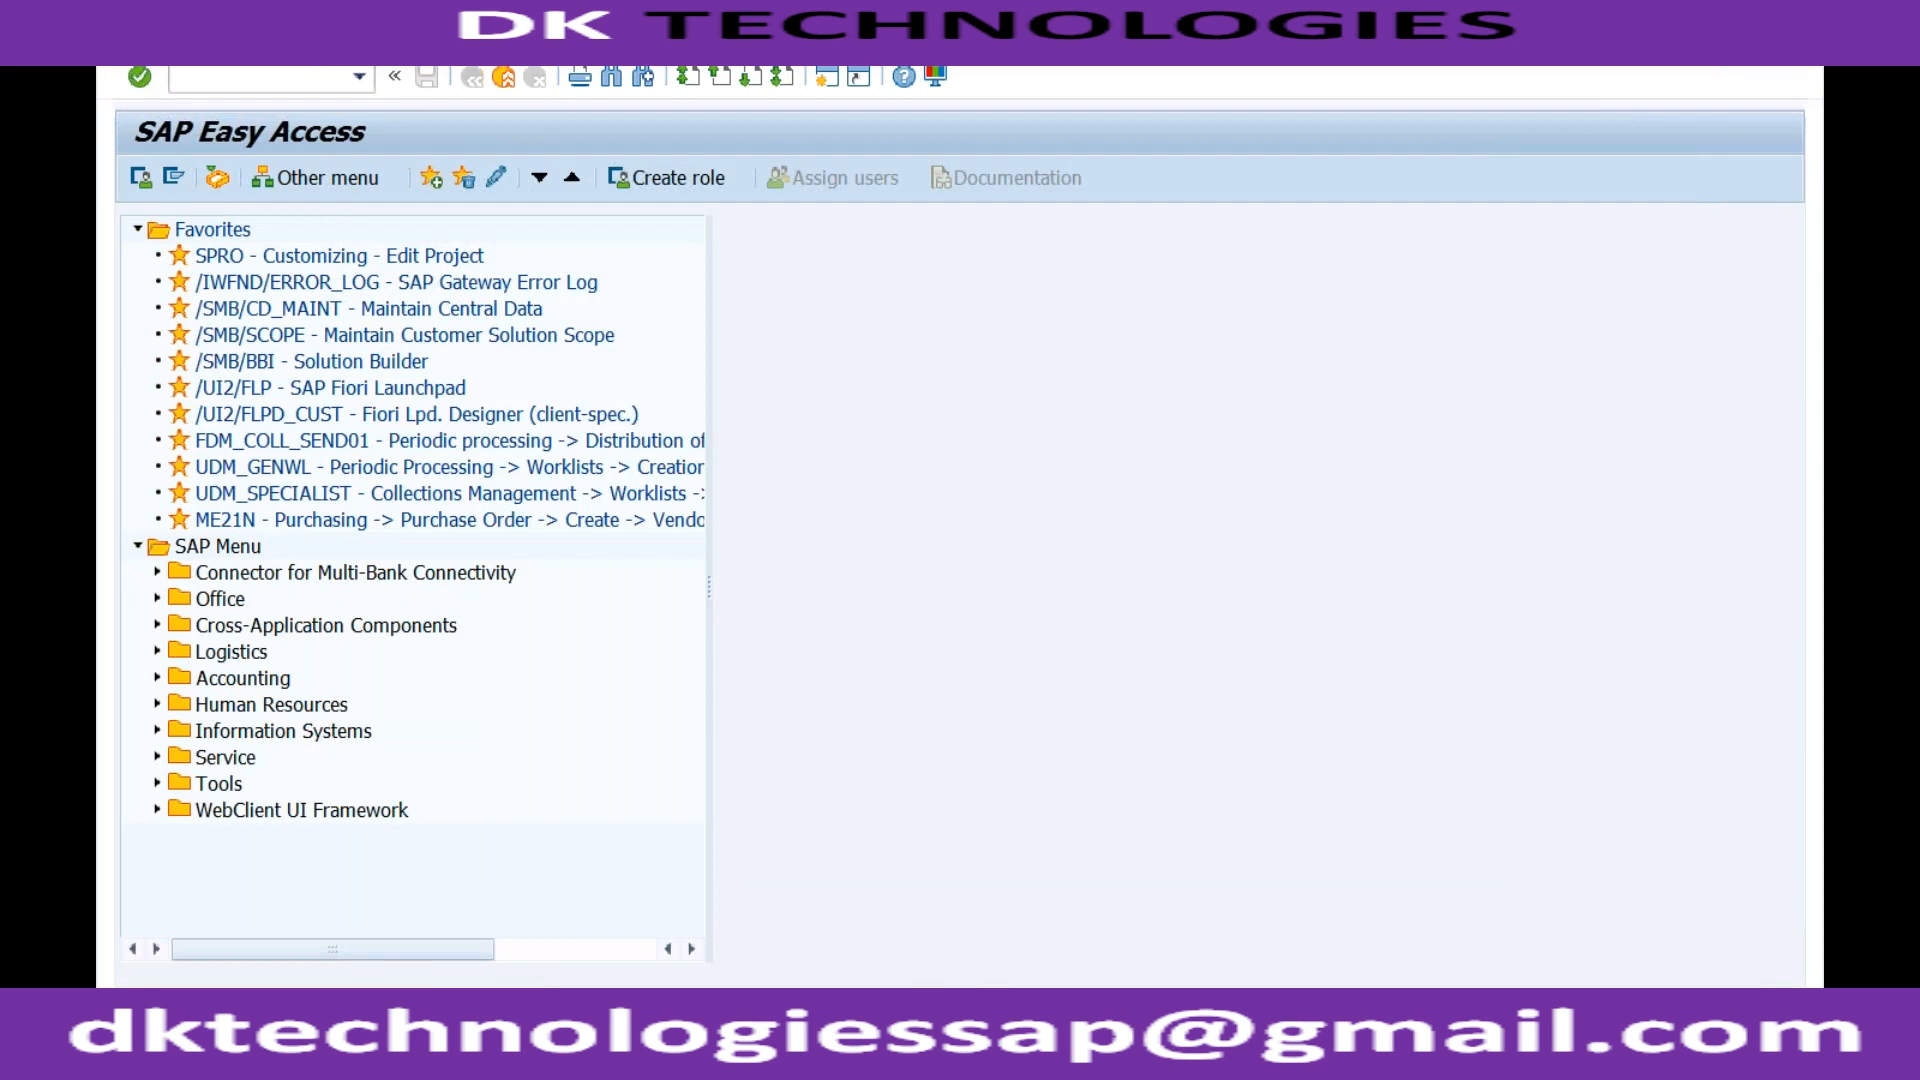 DK TECHNOLOGIES
SAP Easy Access
Other menu
Create role
Assign users
Documentation
Favorites
SPRO - Customizing - Edit Project
/IWFND/ERROR_LOG - SAP Gateway Error Log
/SMB/CD_MAINT - Maintain Central Data
/SMB/SCOPE - Maintain Customer Solution Scope
/SMB/BBI - Solution Builder
/UI2/FLP - SAP Fiori Launchpad
/UI2/FLPD_CUST - Fiori Lpd. Designer (client-spec.)
FDM_COLL_SEND01 - Periodic processing -> Distribution of
UDM_GENWL - Periodic Processing -> Worklists -> Creation
UDM_SPECIALIST - Collections Management -> Worklists ->
ME21N - Purchasing -> Purchase Order -> Create -> Vendo
SAP Menu
Connector for Multi-Bank Connectivity
Office
Cross-Application Components
Logistics
Accounting
Human Resources
Information Systems
Service
Tools
WebClient UI Framework
dktechnologiessap@gmail.com